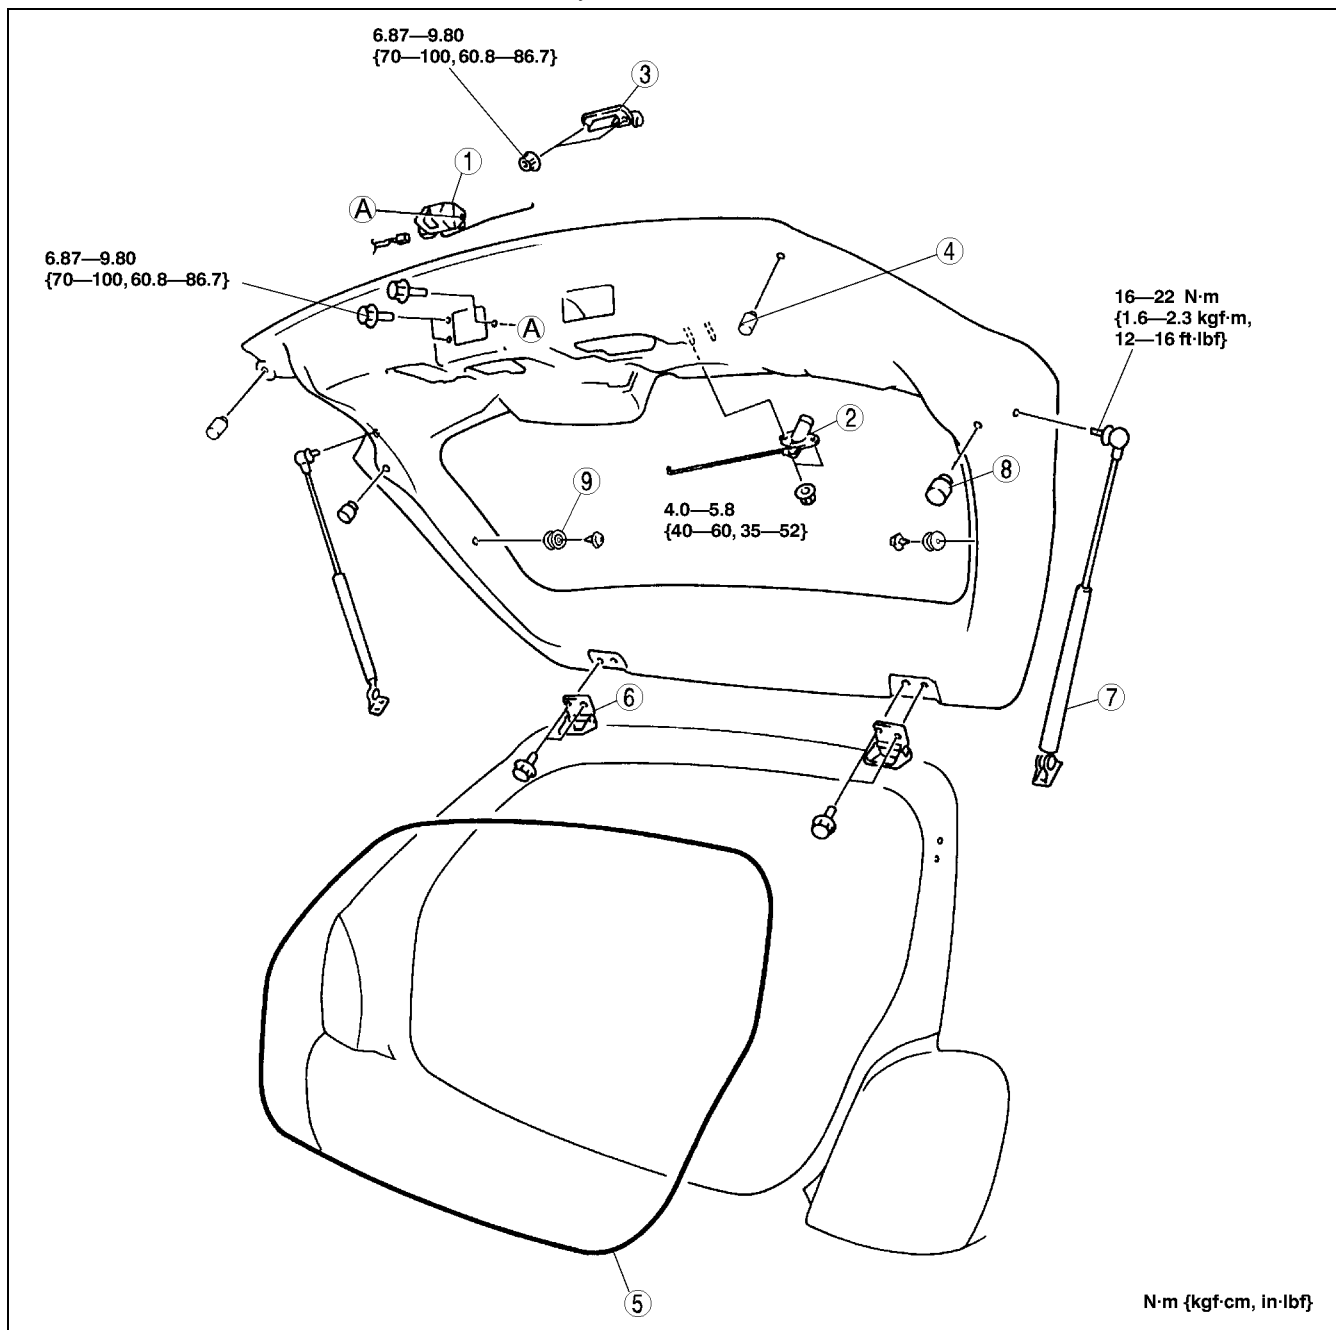 6.87—9.80
{70—100, 60.8—86.7}
3
1
A
6.87—9.80
{70—100, 60.8—86.7}
4
A
16—22 N·m
{1.6—2.3 kgf·m,
12—16 ft·lbf}
2
8
9
4.0—5.8
{40—60, 35—52}
6
7
5
N·m {kgf·cm, in·lbf}